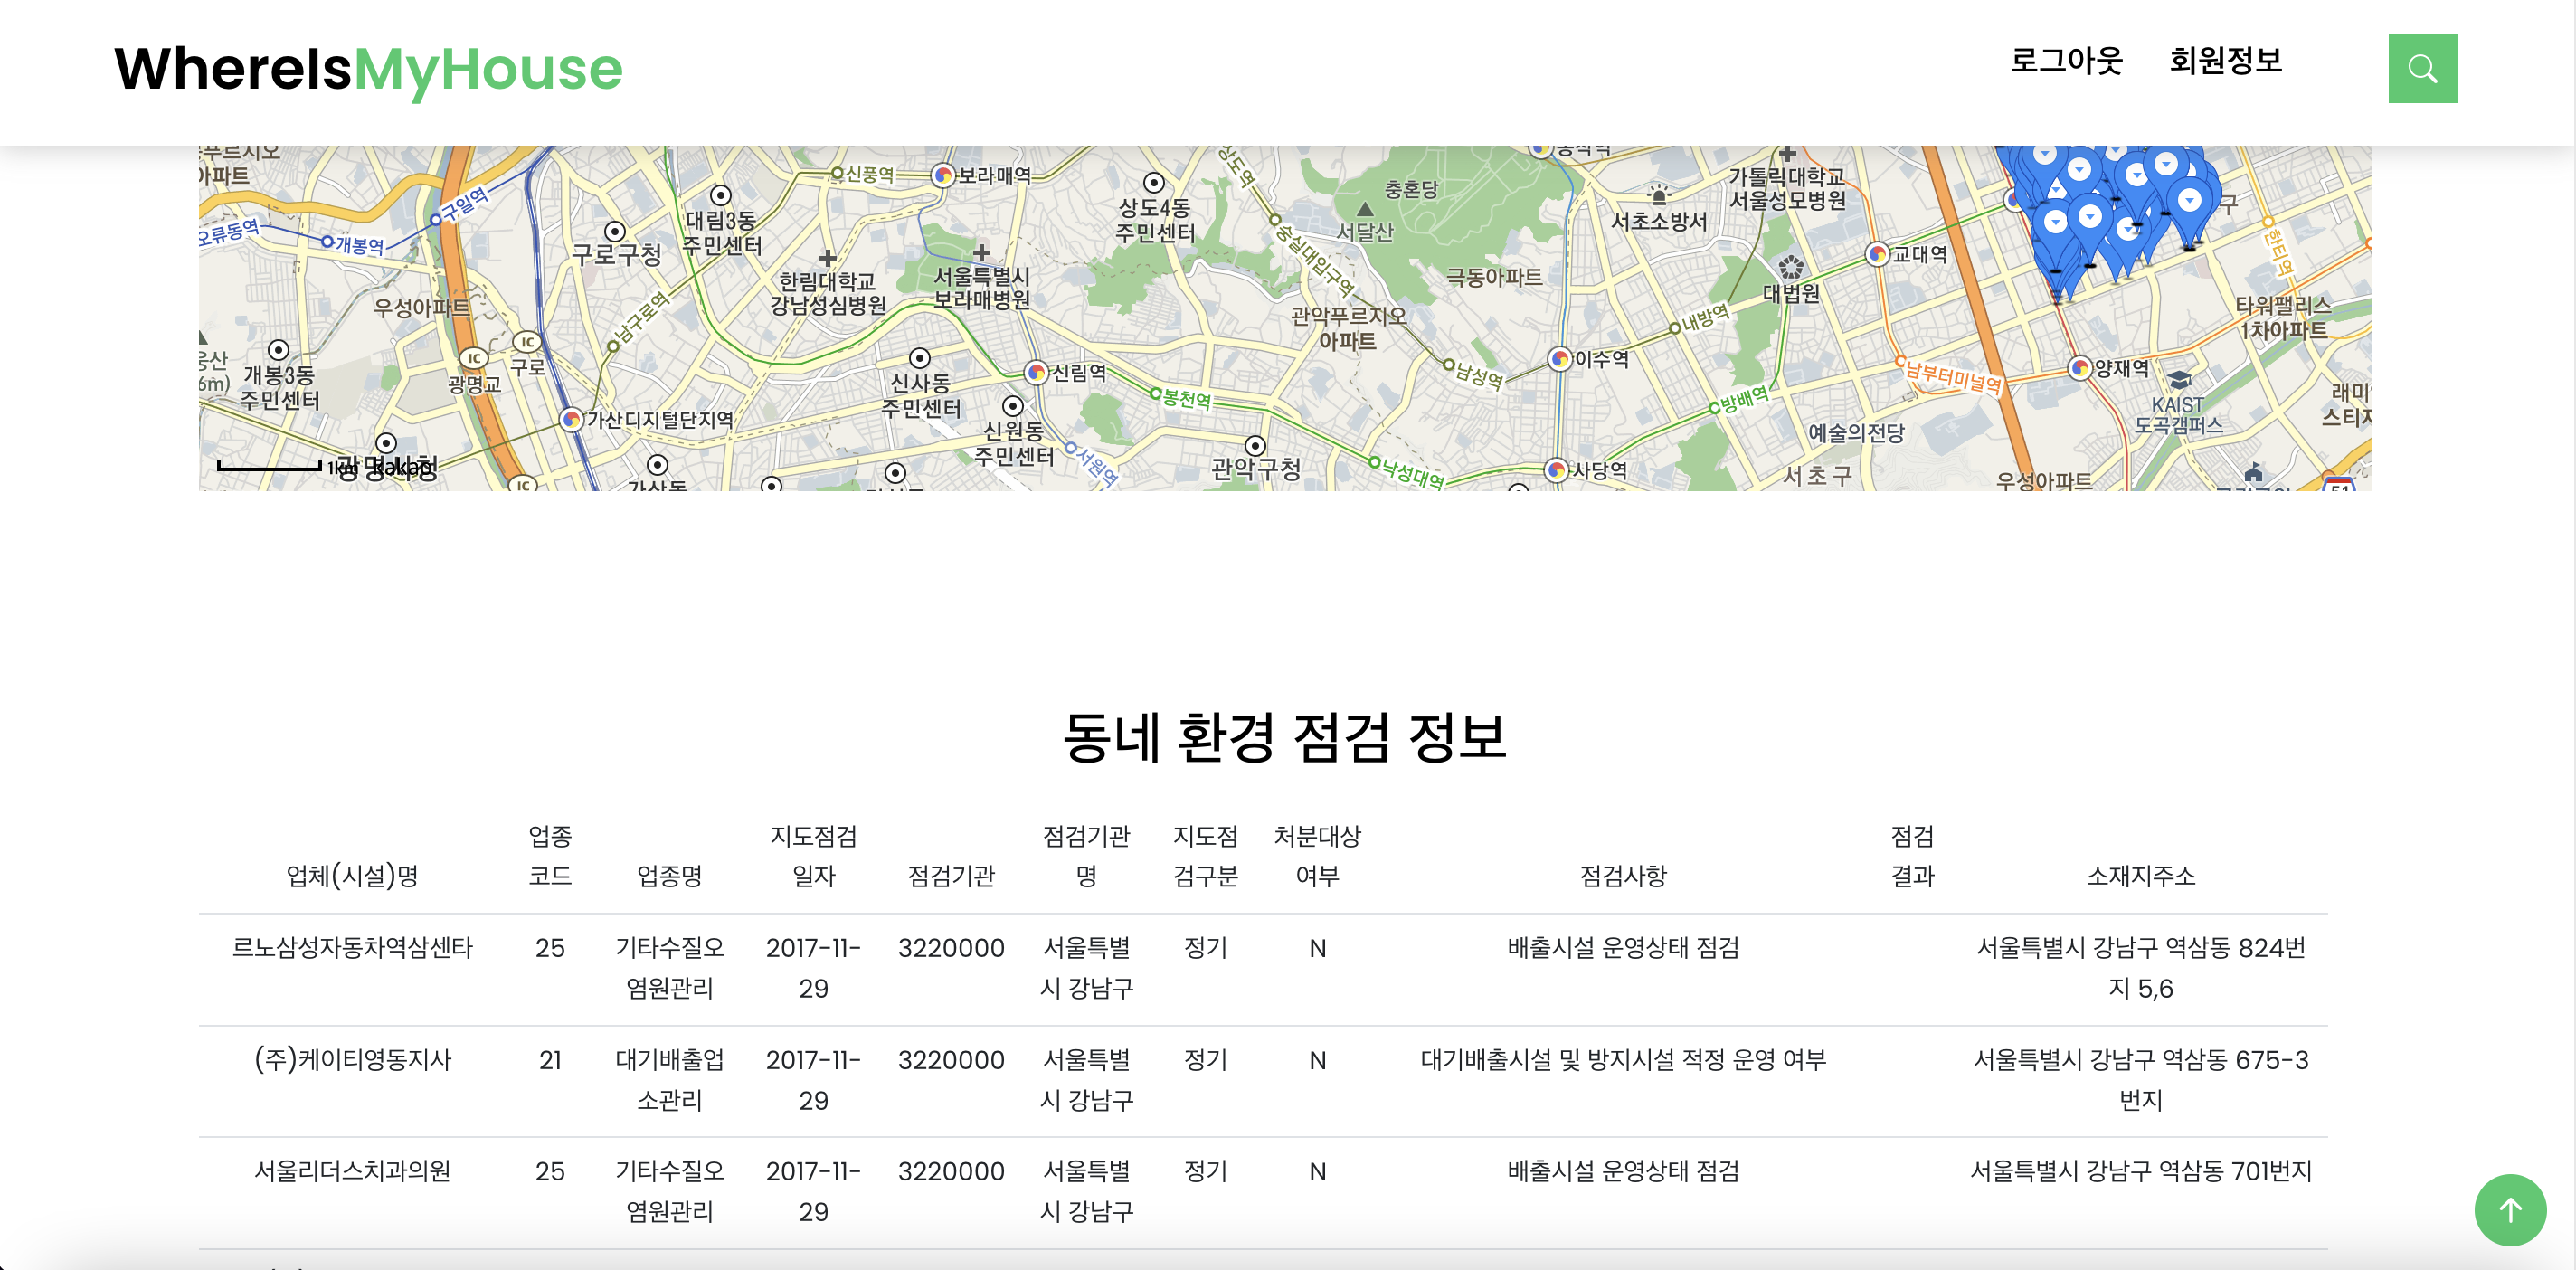 WhereIsMyHouse
로그아웃 회원정보
아파트
신풍역
보라매역
충혼당
가톨릭대학교
서울성모병원
구일역
대림3동
주민센터
상도4동
주민센터
상도역
서달산
서초소방서
오류동역
개봉역
구로구청
숭실대입구역
교대역
한티역
한림대학교
강남성심병원
서울특별시
보라매병원
극동아파트
대법원
우성아파트
남구로역
관악푸르지오
아파트
내방역
타워팰리스
1차아파트
개봉3동
주민센터
IC
광명교
IC
구로
신사동
주민센터
신림역
남성역
이수역
남부터미널역
양재역
KAIST
도곡캠퍼스
봉천역
방배역
가산디지털단지역
신원동
주민센터
서원역
예술의전당
1km
kakao
관악구청
낙성대역
사당역
서초구
우성아파트
IC
가산동
동네 환경 점검 정보
업체(시설)명 업종 코드 업종명 지도점검 일자 점검기관 점검기관 명 지도점 검구분 처분대상 여부 점검사항 점검 결과 소재지주소
르노삼성자동차역삼센타 25 기타수질오 2017-11- 3220000 서울특별 정기 N 배출시설 운영상태 점검 서울특별시 강남구 역삼동 824번
염원관리 29 시 강남구 지 5,6
(주)케이티영동지사 21 대기배출업 2017-11- 3220000 서울특별 정기 N 대기배출시설 및 방지시설 적정 운영 여부 서울특별시 강남구 역삼동 675-3
소관리 29 시 강남구 번지
서울리더스치과의원 25 기타수질오 2017-11- 3220000 서울특별 정기 N 배출시설 운영상태 점검 서울특별시 강남구 역삼동 701번지
염원관리 29 시 강남구